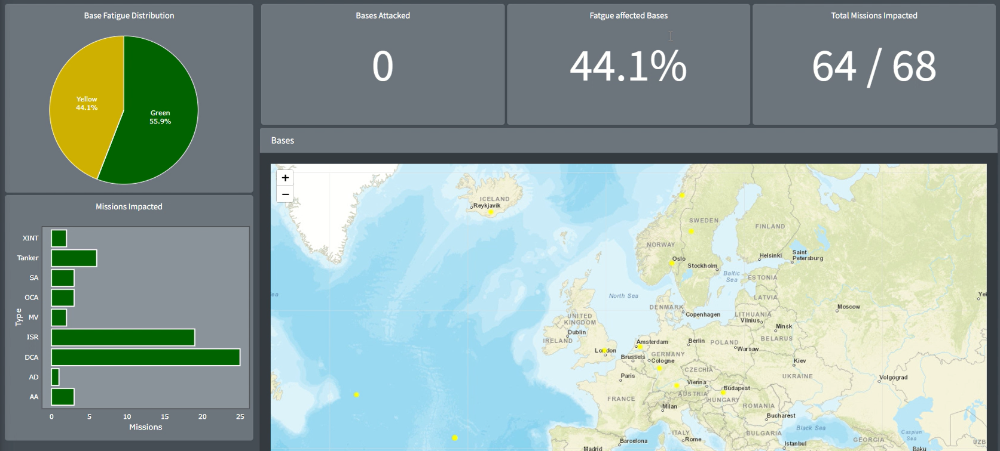 Base Fatigue Distribution
Yellow
44.1%
Green
55.9%
Bases Attacked
0
Fatgue affected Bases
44.1%
Total Missions Impacted
64 / 68
Missions Impacted
XINT
Tanker
SA
OCA
MV
ISR
DCA
AD
AA
Type
0 5 10 15 20 25
Missions
Bases
+
−
ICELAND
Reykjavik
SWEDEN
FINLAND
NORWAY
Oslo
Stockholm
Helsinki
Saint
Petersburg
Baltic
Sea
ESTONIA
North Sea
LATVIA
DENMARK
Copenhagen
LITHUANIA
Vilnius
Moscow
UNITED
KINGDOM
Dublin
IRELAND
Minsk
BELARUS
London
Amsterdam
Berlin
POLAND
Warsaw
Brussels
GERMANY
Cologne
Kiev
CZECHIA
Paris
UKRAINE
Volgograd
Vienna
Budapest
AUSTRIA
HUNGARY
FRANCE
ROMANIA
Milan
Bucharest
Black Sea
Caspian
Sea
ITALY
BULGARIA
GEORGIA
Barcelona
Rome
Istanbul
Madrid
Baku
UZB
ea
Ye